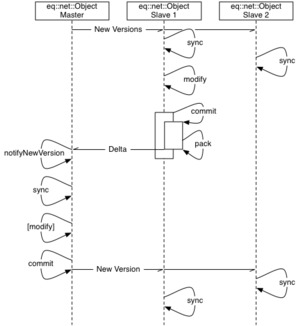 eq::net::Object
Master
eq::net::Object
Slave 1
eq::net::Object
Slave 2
New Versions
sync
sync
modify
commit
pack
Delta
notifyNewVersion
sync
[modify]
commit
New Version
sync
sync